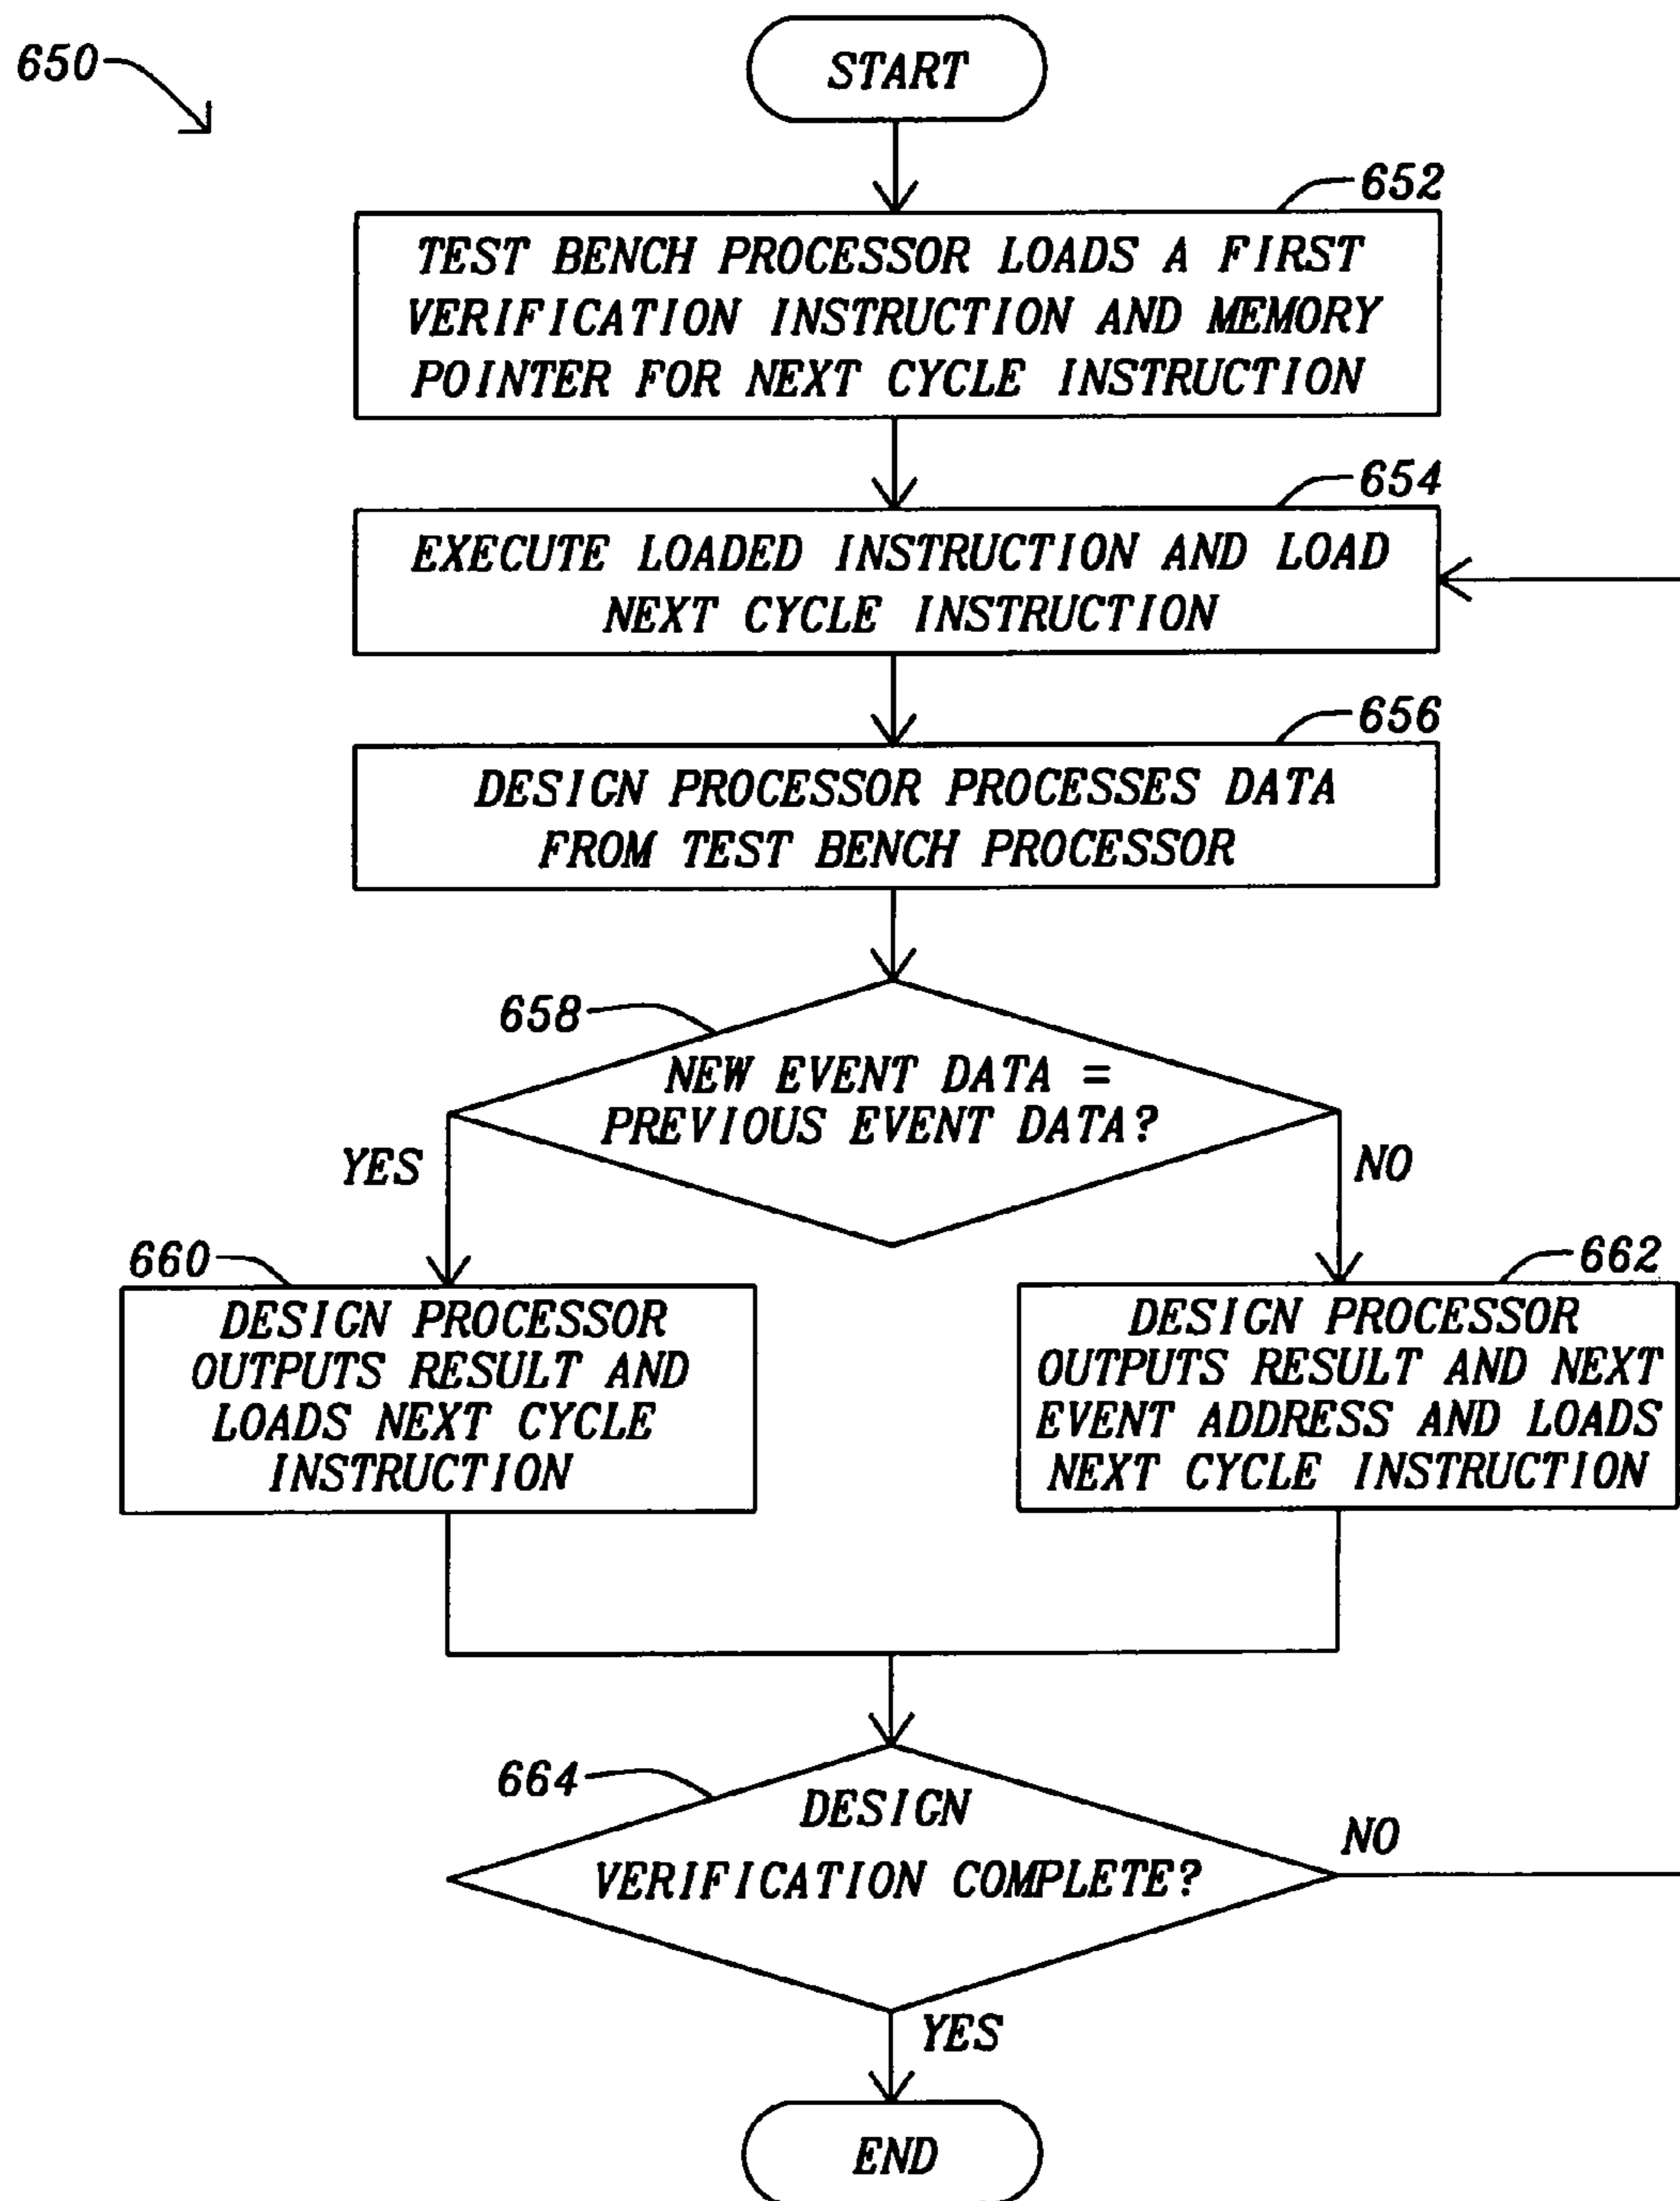 650
START
652
TEST BENCH PROCESSOR LOADS A FIRST
VERIFICATION INSTRUCTION AND MEMORY
POINTER FOR NEXT CYCLE INSTRUCTION
654
EXECUTE LOADED INSTRUCTION AND LOAD
NEXT CYCLE INSTRUCTION
656
DESIGN PROCESSOR PROCESSES DATA
FROM TEST BENCH PROCESSOR
658
NEW EVENT DATA =
PREVIOUS EVENT DATA?
YES
NO
660
DESIGN PROCESSOR
OUTPUTS RESULT AND
LOADS NEXT CYCLE
INSTRUCTION
662
DESIGN PROCESSOR
OUTPUTS RESULT AND NEXT
EVENT ADDRESS AND LOADS
NEXT CYCLE INSTRUCTION
664
DESIGN
VERIFICATION COMPLETE?
NO
YES
END